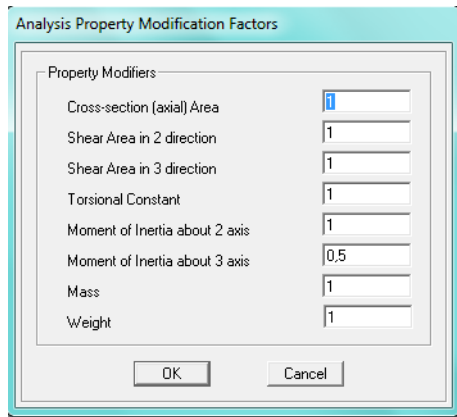 Analysis Property Modification Factors
Property Modifiers
Cross-section (axial) Area 1
Shear Area in 2 direction 1
Shear Area in 3 direction 1
Torsional Constant 1
Moment of Inertia about 2 axis 1
Moment of Inertia about 3 axis 0,5
Mass 1
Weight 1
OK Cancel